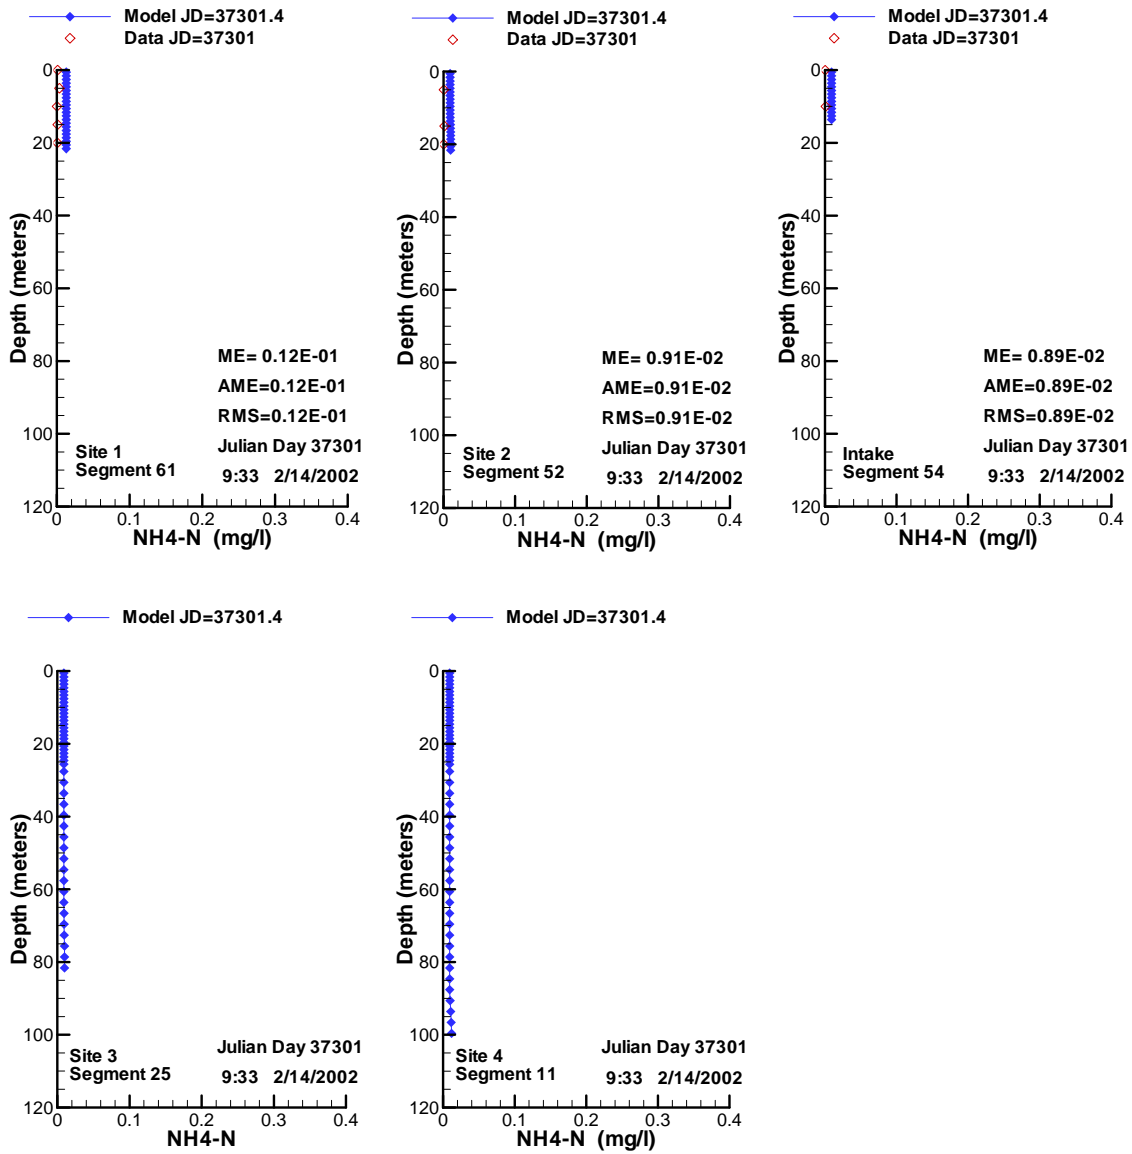 Model JD=37301.4
Data JD=37301
0
20
40
60
80
100
120
Depth (meters)
ME= 0.12E-01
AME=0.12E-01
RMS=0.12E-01
Julian Day 37301
9:33 2/14/2002
Site 1
Segment 61
0 0.1 0.2 0.3 0.4
NH4-N (mg/l)
Model JD=37301.4
Data JD=37301
0
20
40
60
80
100
120
Depth (meters)
ME= 0.91E-02
AME=0.91E-02
RMS=0.91E-02
Julian Day 37301
9:33 2/14/2002
Site 2
Segment 52
0 0.1 0.2 0.3 0.4
NH4-N (mg/l)
Model JD=37301.4
Data JD=37301
0
20
40
60
80
100
120
Depth (meters)
ME= 0.89E-02
AME=0.89E-02
RMS=0.89E-02
Julian Day 37301
9:33 2/14/2002
Intake
Segment 54
0 0.1 0.2 0.3 0.4
NH4-N (mg/l)
Model JD=37301.4
0
20
40
60
80
100
120
Depth (meters)
Julian Day 37301
9:33 2/14/2002
Site 3
Segment 25
0 0.1 0.2 0.3 0.4
NH4-N
Model JD=37301.4
0
20
40
60
80
100
120
Depth (meters)
Julian Day 37301
9:33 2/14/2002
Site 4
Segment 11
0 0.1 0.2 0.3 0.4
NH4-N (mg/l)